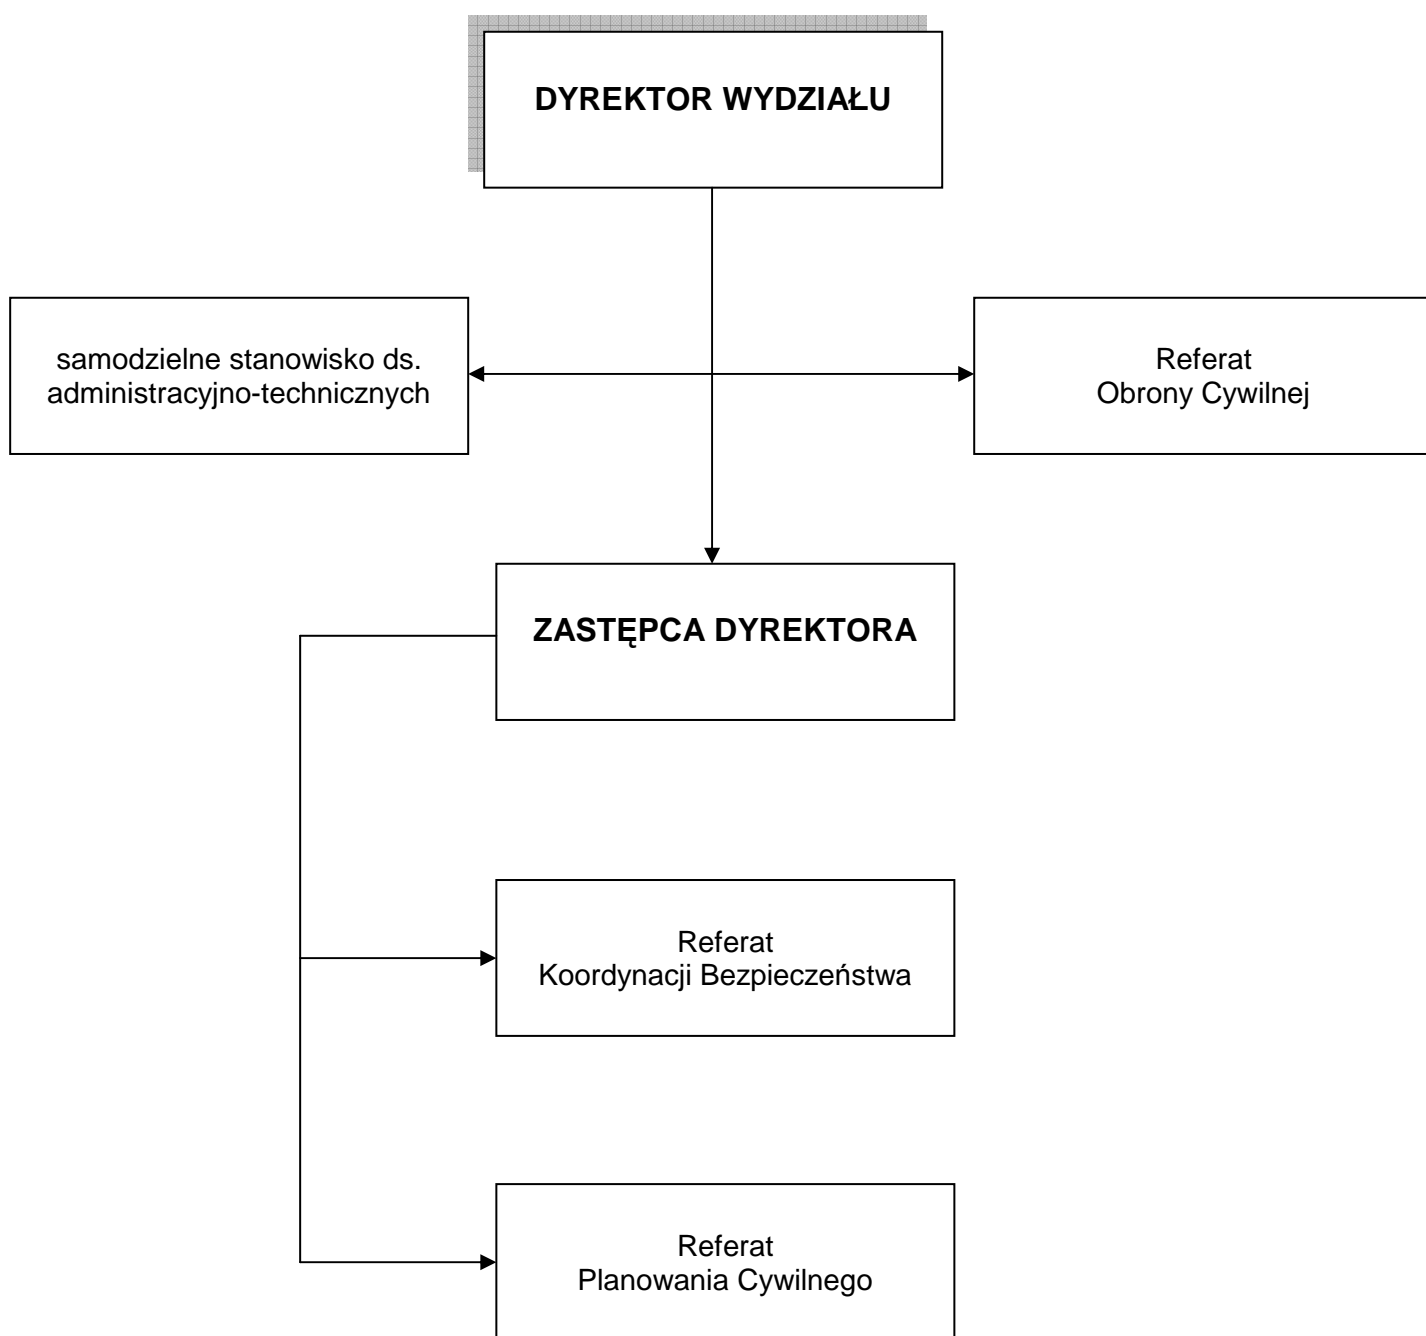 DYREKTOR WYDZIAŁU
samodzielne stanowisko ds.
administracyjno-technicznych
Referat
Obrony Cywilnej
ZASTĘPCA DYREKTORA
Referat
Koordynacji Bezpieczeństwa
Referat
Planowania Cywilnego